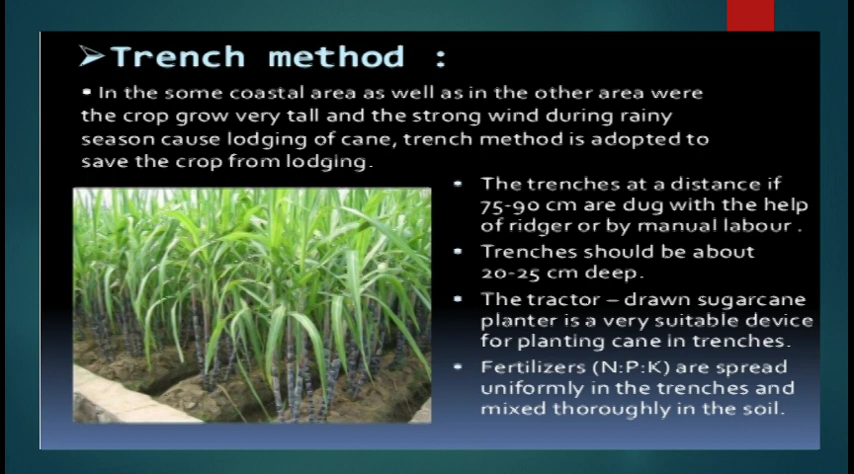 ➢Trench method :
▪ In the some coastal area as well as in the other area were
the crop grow very tall and the strong wind during rainy
season cause lodging of cane, trench method is adopted to
save the crop from lodging.
• The trenches at a distance if
75-90 cm are dug with the help
of ridger or by manual labour .
• Trenches should be about
20-25 cm deep.
• The tractor – drawn sugarcane
planter is a very suitable device
for planting cane in trenches.
• Fertilizers (N:P:K) are spread
uniformly in the trenches and
mixed thoroughly in the soil.